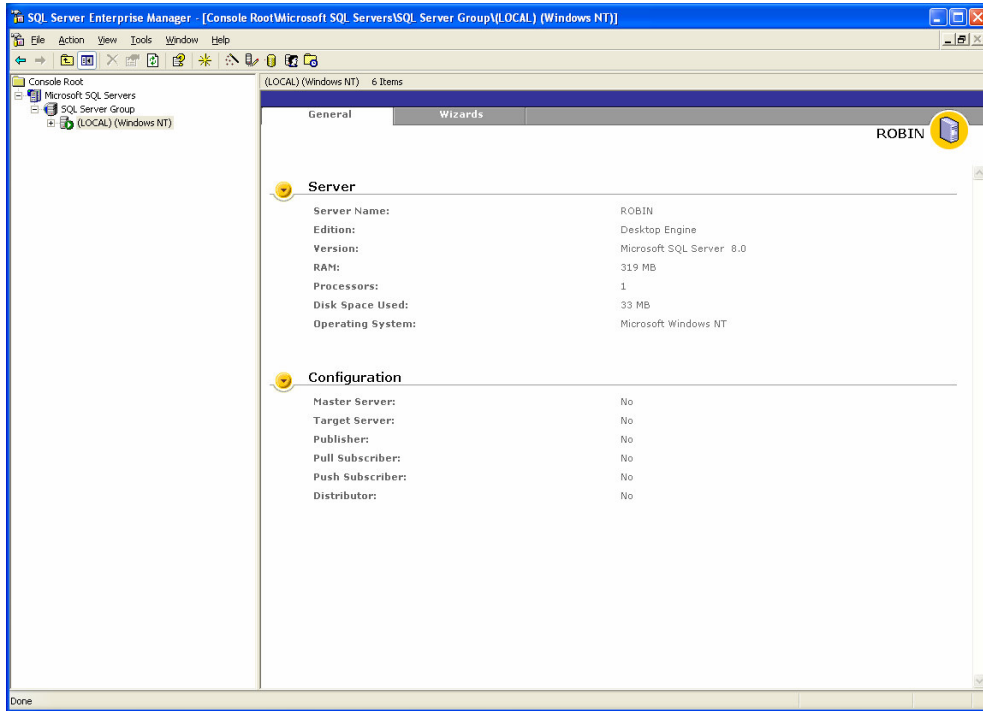 SQL Server Enterprise Manager - [Console Root\Microsoft SQL Servers\SQL Server Group\(LOCAL) (Windows NT)]
File Action View Tools Window Help
Console Root
Microsoft SQL Servers
SQL Server Group
(LOCAL) (Windows NT)
(LOCAL) (Windows NT) 6 Items
General Wizards
ROBIN
Server
Server Name: ROBIN
Edition: Desktop Engine
Version: Microsoft SQL Server 8.0
RAM: 319 MB
Processors: 1
Disk Space Used: 33 MB
Operating System: Microsoft Windows NT
Configuration
Master Server: No
Target Server: No
Publisher: No
Pull Subscriber: No
Push Subscriber: No
Distributor: No
Done